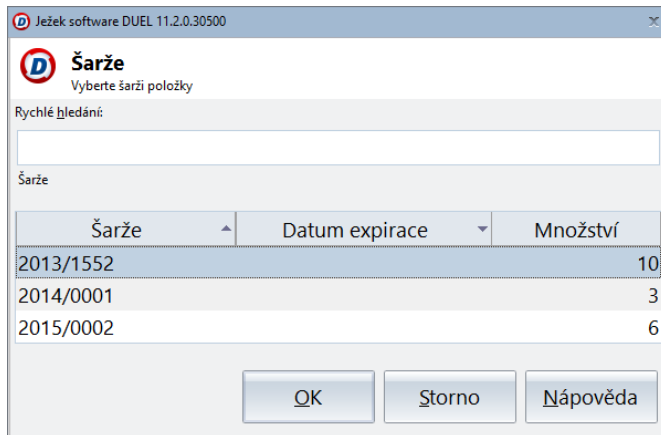 Ježek software DUEL 11.2.0.30500
Šarže
Vyberte šarži položky
Rychlé hledání:
Šarže
Šarže Datum expirace Množství
2013/1552 10
2014/0001 3
2015/0002 6
OK Storno Nápověda